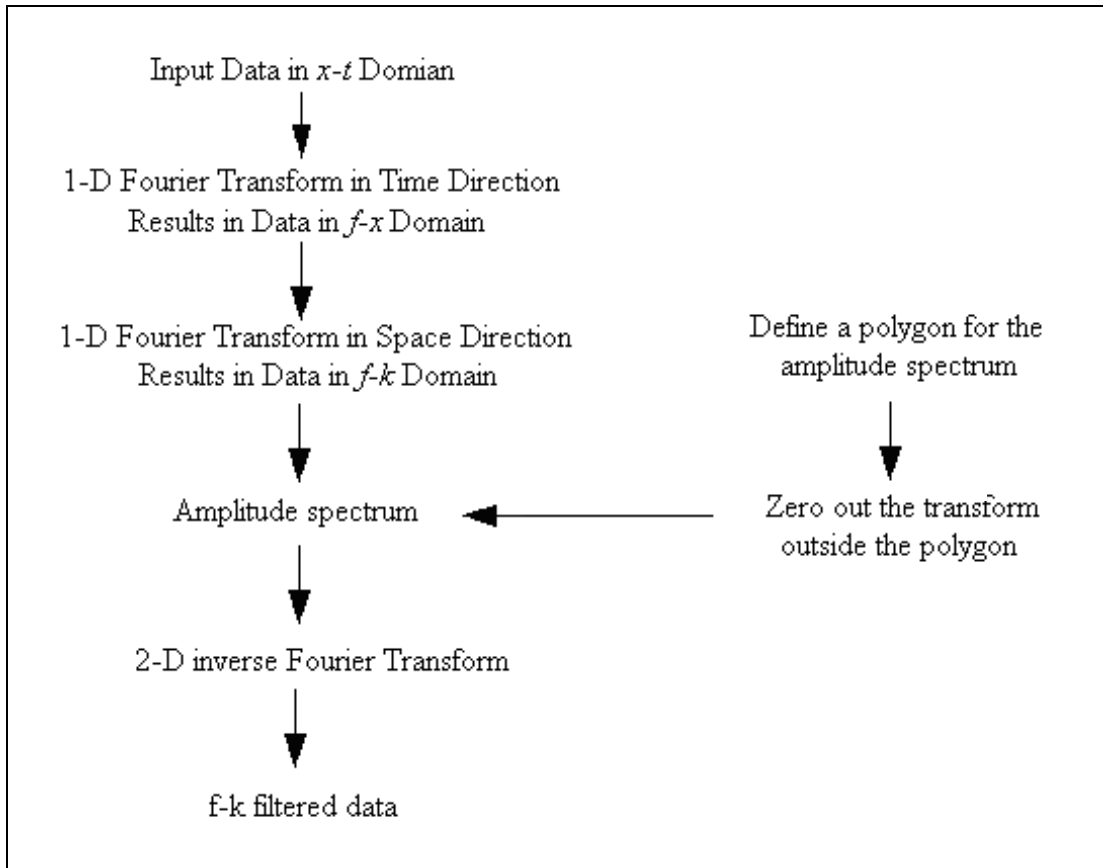 Input Data in x-t Domian
1-D Fourier Transform in Time Direction
Results in Data in f-x Domain
1-D Fourier Transform in Space Direction
Results in Data in f-k Domain
Define a polygon for the
amplitude spectrum
Amplitude spectrum
Zero out the transform
outside the polygon
2-D inverse Fourier Transform
f-k filtered data